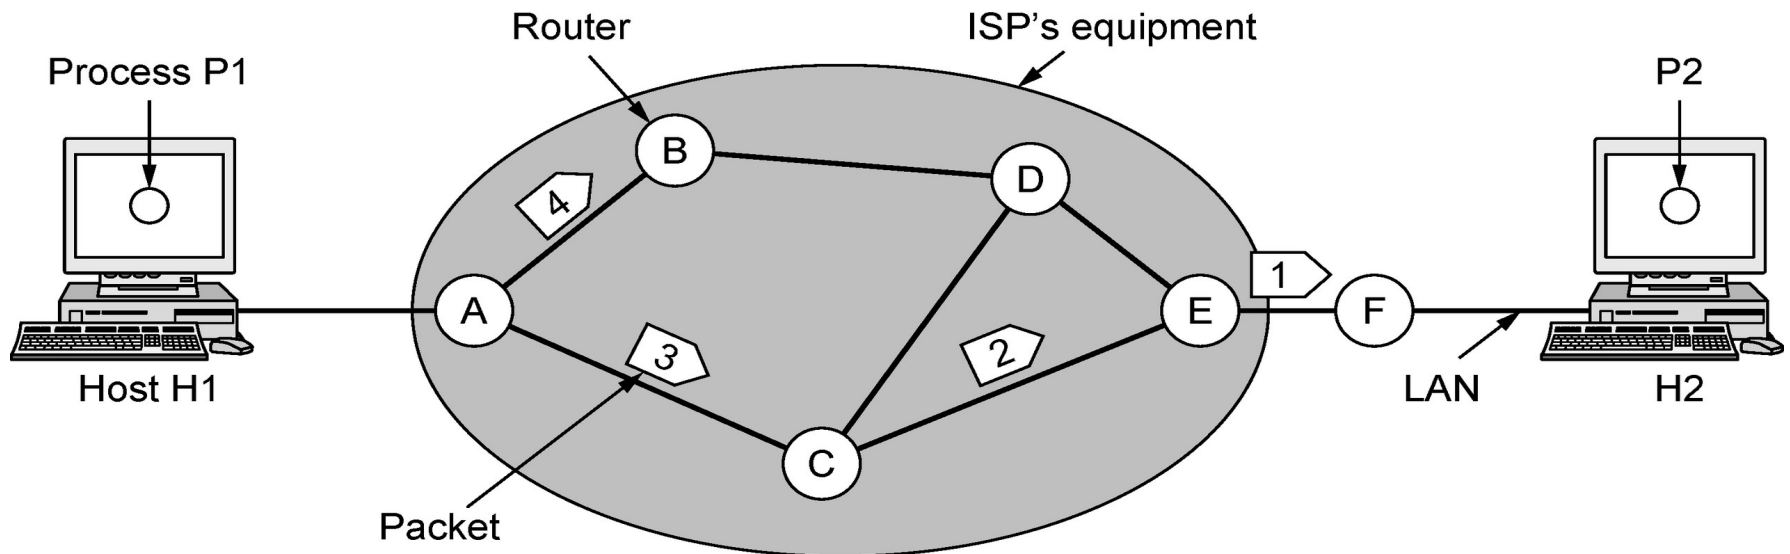 Router
ISP's equipment
Process P1
P2
B
D
4
A
1
E
F
3
2
Host H1
LAN
H2
C
Packet